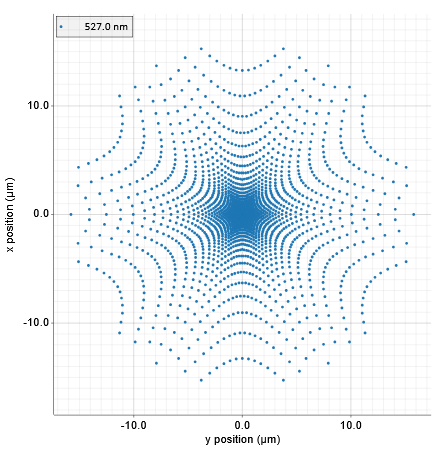 527.0 nm
10.0
0.0
-10.0
x position (µm)
-10.0 0.0 10.0
y position (µm)